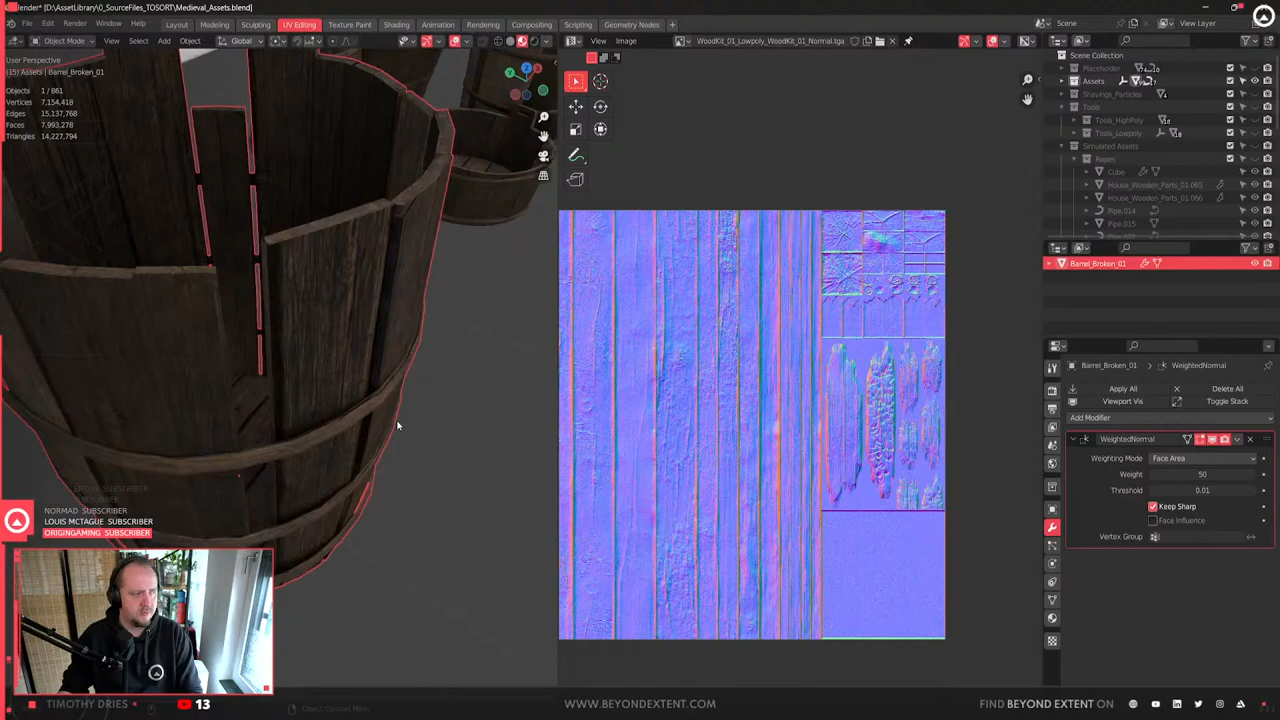 Blender* [D:\AssetLibrary\0_SourceFiles_TOSORT\Medieval_Assets.blend]
File Edit Render Window Help Layout Modeling Sculpting UV Editing Texture Paint Shading Animation Rendering Compositing Scripting Geometry Nodes + Scene View Layer
Object Mode View Select Add Object Global View Image WoodKit_01_Lowpoly_WoodKit_01_Normal.tga
User Perspective
(15) Assets | Barrel_Broken_01
Objects 1 / 861
Vertices 7,154,418
Edges 15,137,768
Faces 7,993,278
Triangles 14,227,794
Scene Collection
Placeholder
Assets
Shavings_Particles
Tools
Tools_HighPoly
Tools_Lowpoly
Simulated Assets
Ropes
Cube
House_Wooden_Parts_01.065
House_Wooden_Parts_01.066
Pipe.014
Pipe.015
Barrel_Broken_01
Barrel_Broken_01 WeightedNormal
Apply All Delete All
Viewport Vis Toggle Stack
Add Modifier
WeightedNormal
Weighting Mode Face Area
Weight 50
Threshold 0.01
Keep Sharp
Face Influence
Vertex Group
NORMAD SUBSCRIBER
LOUIS MCTAGUE SUBSCRIBER
ORIGINGAMING SUBSCRIBER
Object Context Menu
TIMOTHY DRIES 13 WWW.BEYONDEXTENT.COM FIND BEYOND EXTENT ON